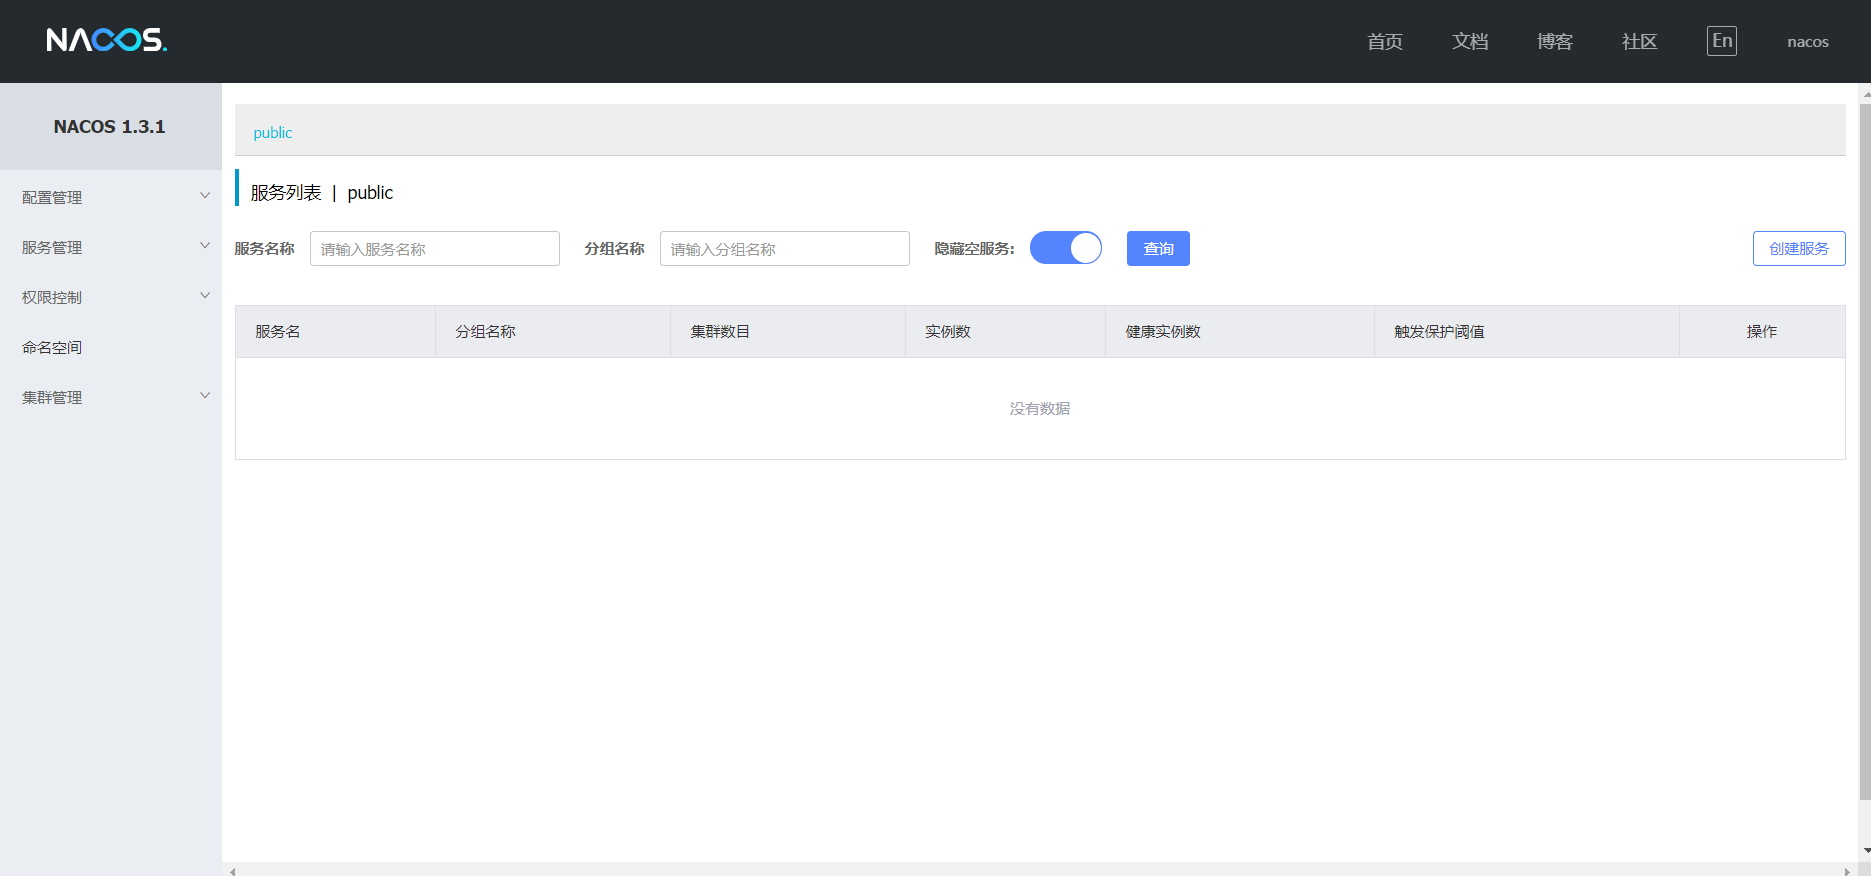 NACOS.
首页 文档 博客 社区 En nacos
NACOS 1.3.1
配置管理
服务管理
权限控制
命名空间
集群管理
public
服务列表 | public
服务名称 请输入服务名称 分组名称 请输入分组名称 隐藏空服务: 查询 创建服务
服务名 分组名称 集群数目 实例数 健康实例数 触发保护阈值 操作
没有数据